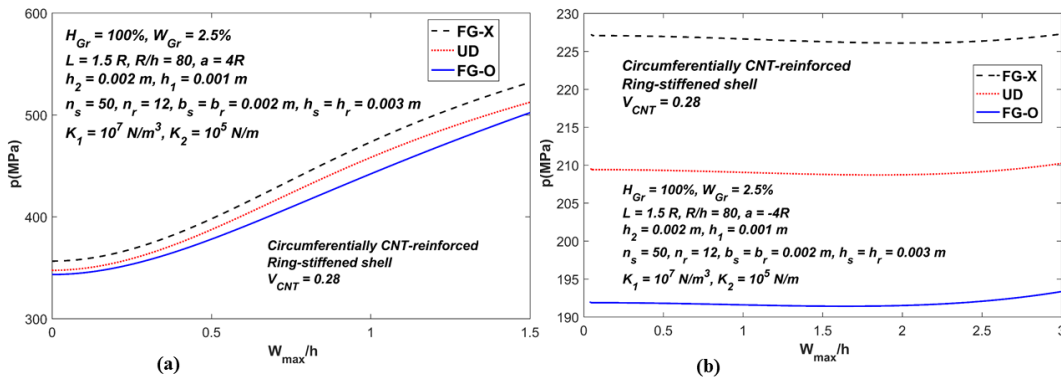 600
500
400
300
p(MPa)
H_Gr = 100%, W_Gr = 2.5%
L = 1.5 R, R/h = 80, a = 4R
h_2 = 0.002 m, h_1 = 0.001 m
n_s = 50, n_r = 12, b_s = b_r = 0.002 m, h_s = h_r = 0.003 m
K_1 = 10^7 N/m^3, K_2 = 10^5 N/m
FG-X
UD
FG-O
Circumferentially CNT-reinforced
Ring-stiffened shell
V_CNT = 0.28
0 0.5 1 1.5
W_max/h
(a)
230
225
220
215
210
205
200
195
190
p(MPa)
Circumferentially CNT-reinforced
Ring-stiffened shell
V_CNT = 0.28
FG-X
UD
FG-O
H_Gr = 100%, W_Gr = 2.5%
L = 1.5 R, R/h = 80, a = -4R
h_2 = 0.002 m, h_1 = 0.001 m
n_s = 50, n_r = 12, b_s = b_r = 0.002 m, h_s = h_r = 0.003 m
K_1 = 10^7 N/m^3, K_2 = 10^5 N/m
0 0.5 1 1.5 2 2.5 3
W_max/h
(b)